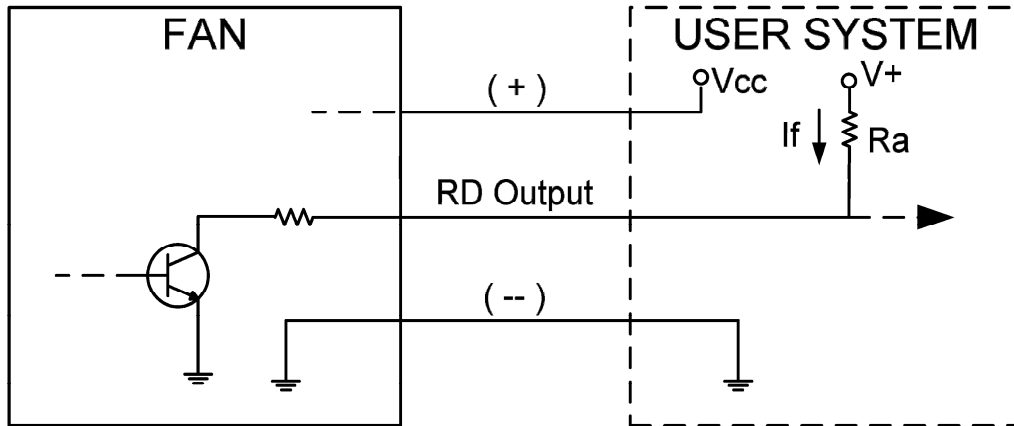 FAN
USER SYSTEM
( + )
Vcc
V+
If
Ra
RD Output
( -- )